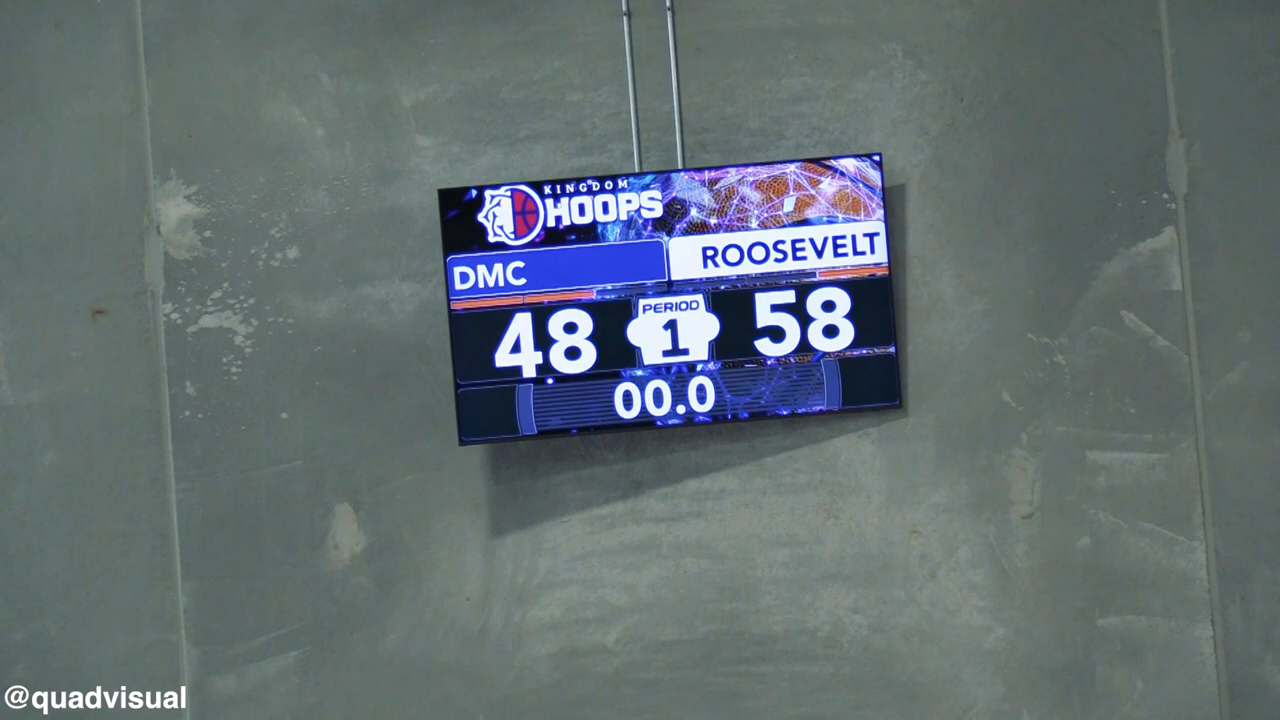 KINGDOM
HOOPS
DMC
ROOSEVELT
48
PERIOD
1
58
00.0
@quadvisual